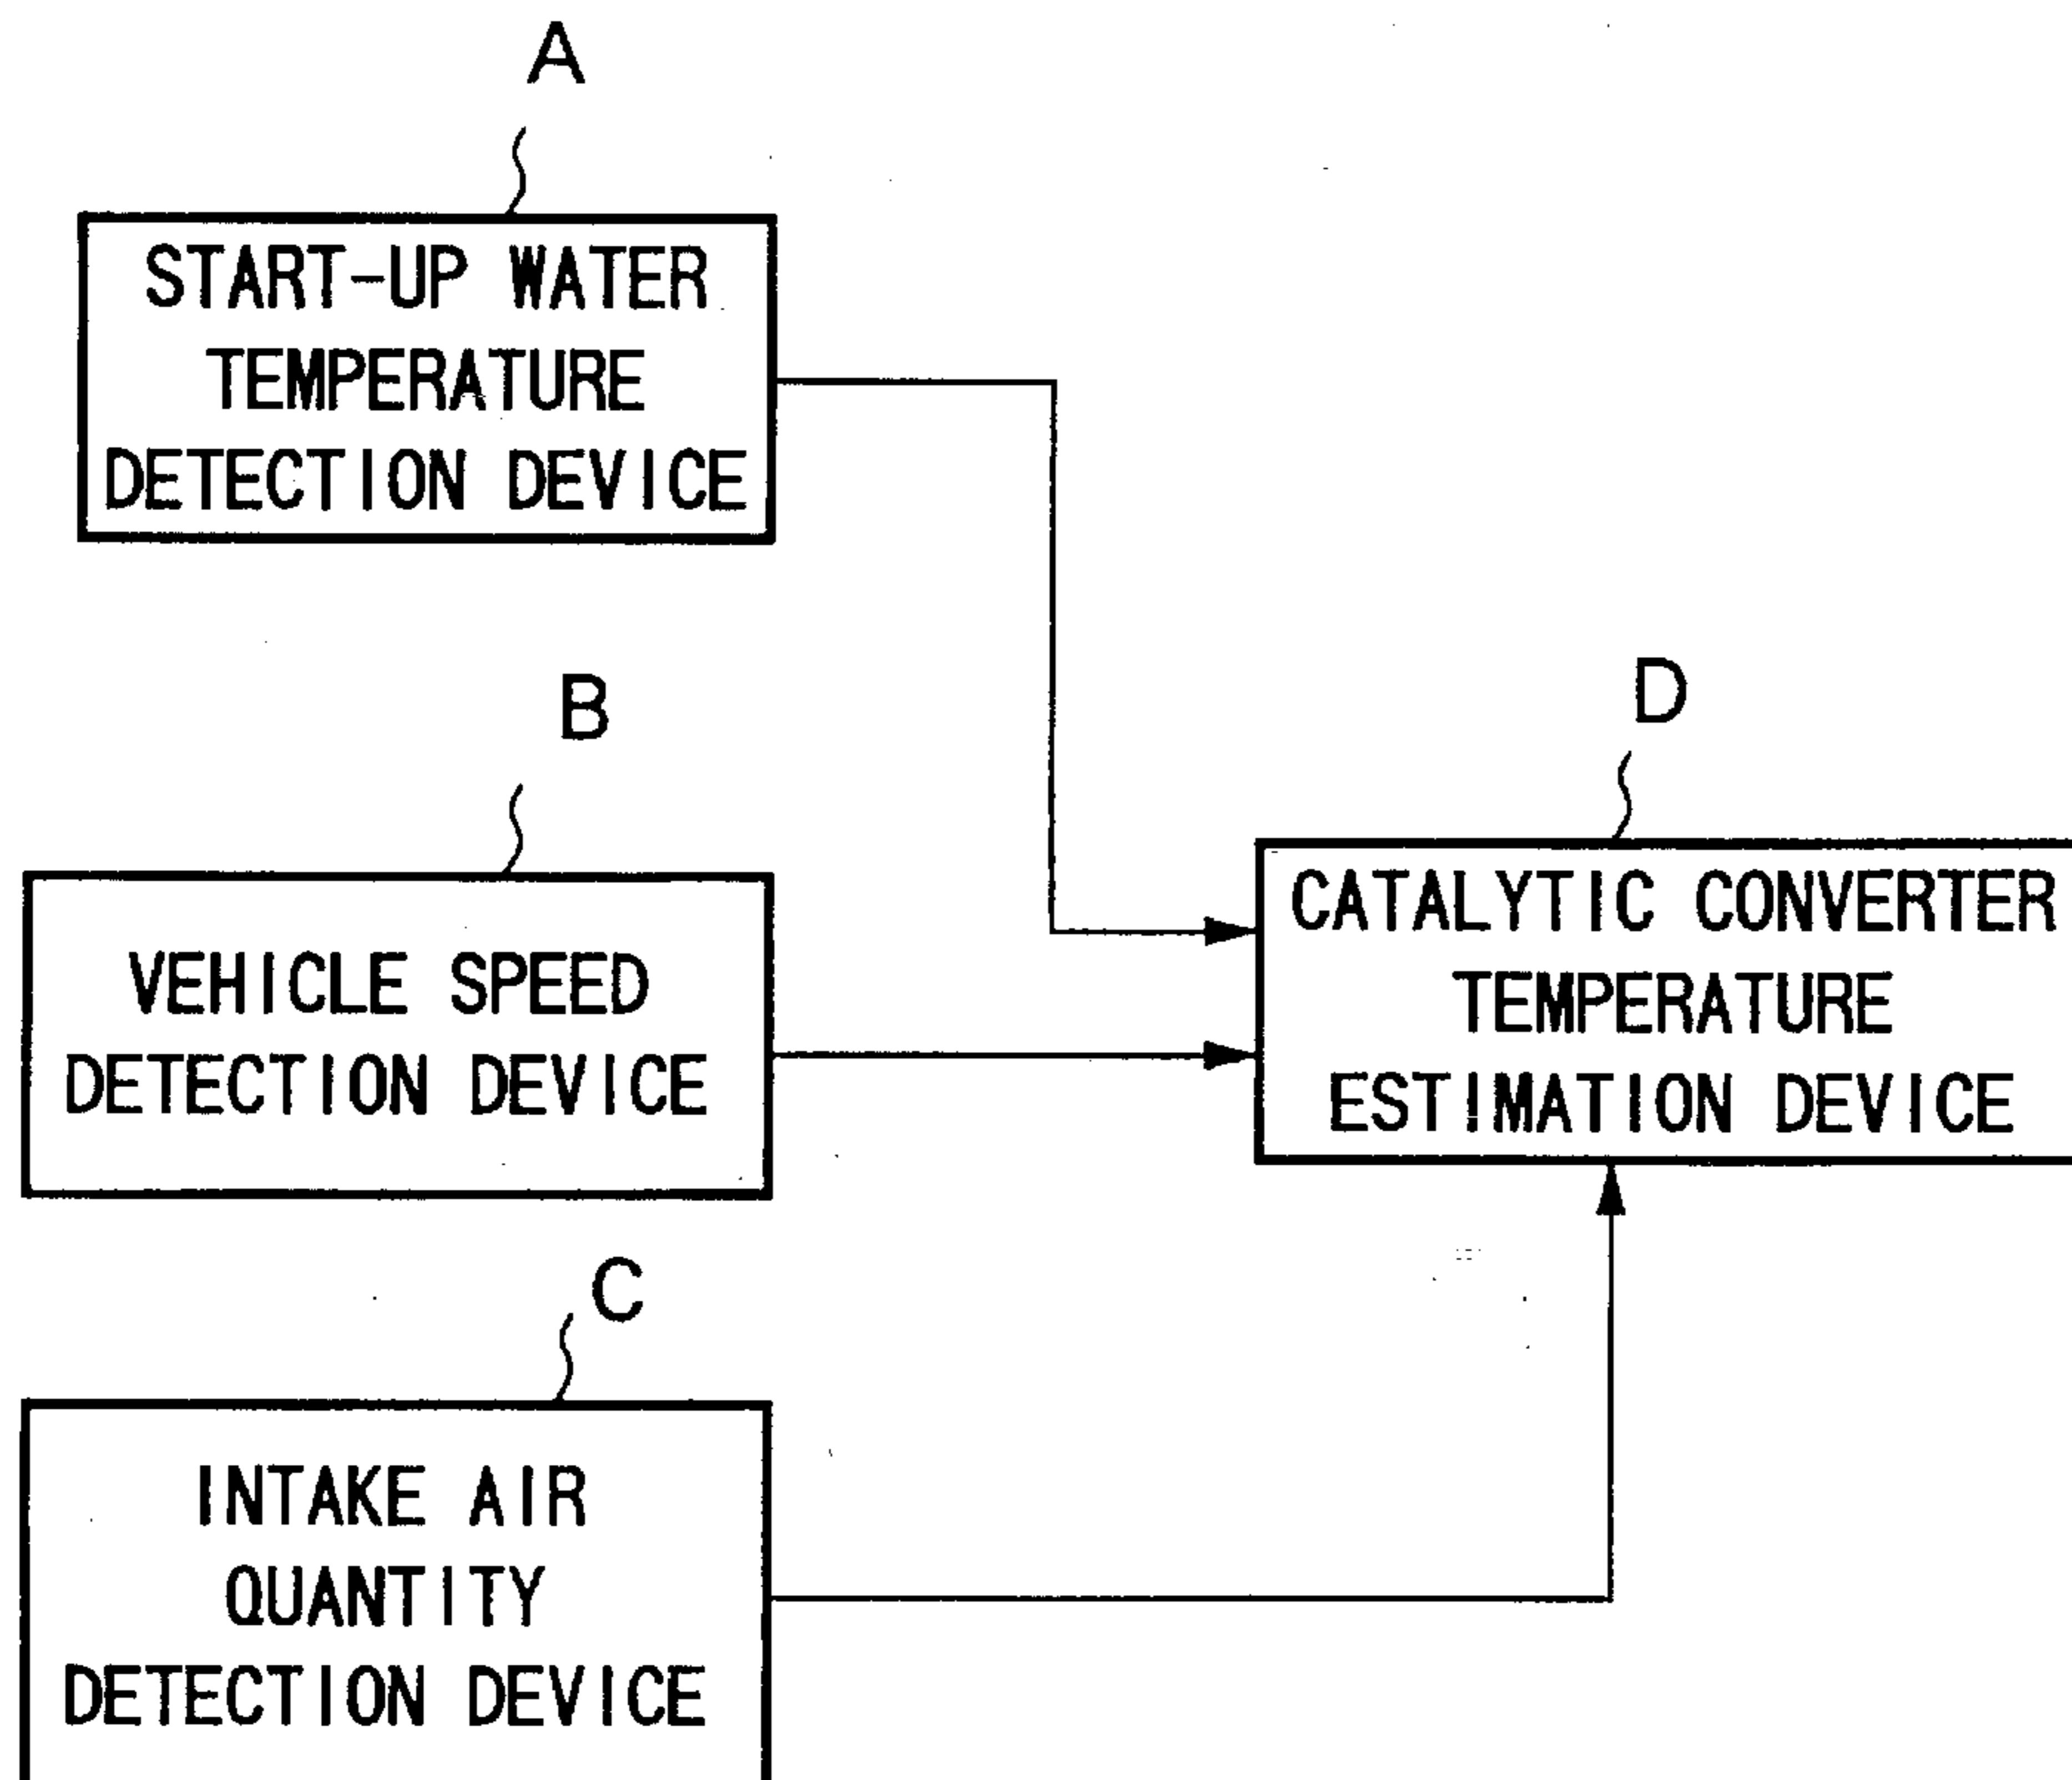 A
START-UP WATER
TEMPERATURE
DETECTION DEVICE
B
VEHICLE SPEED
DETECTION DEVICE
C
INTAKE AIR
QUANTITY
DETECTION DEVICE
D
CATALYTIC CONVERTER
TEMPERATURE
ESTIMATION DEVICE